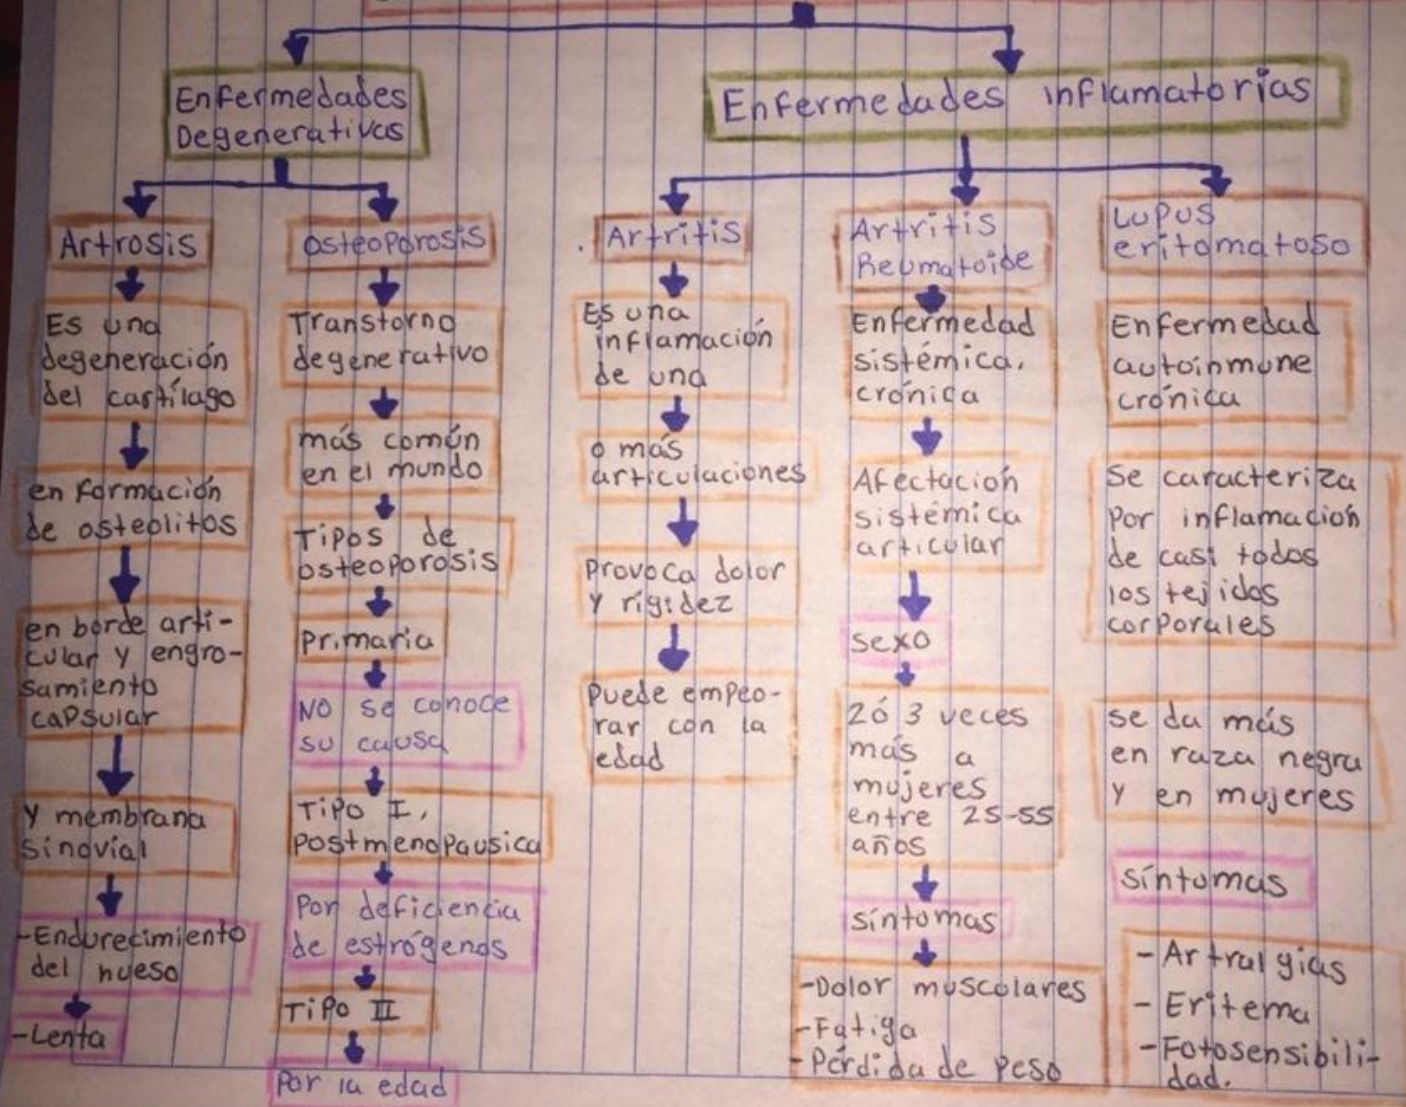 Enfermedades
Degenerativas
Artrosis
Es una
degeneración
del cartílago
en formación
de osteolitos
en borde arti-
cular y engro-
samiento
capsular
y membrana
sinovial
-Endurecimiento
del hueso
-Lenta
Osteoporosis
Transtorno
degenerativo
más común
en el mundo
Tipos de
osteoporosis
Primaria
No se conoce
su causa
Tipo I,
Postmenopausica
Por deficiencia
de estrógenos
Tipo II
Por la edad
Enfermedades inflamatorias
Artritis
Es una
inflamación
de una
o más
articulaciones
Provoca dolor
y rigidez
Puede empeo-
rar con la
edad
Artritis
Reumatoide
Enfermedad
sistémica,
crónica
Afectación
sistémica
articular
Sexo
2 ó 3 veces
más a
mujeres
entre 25-55
años
síntomas
-Dolor muscolares
-Fatiga
-Pérdida de peso
Lupus
eritomatoso
Enfermedad
autoinmune
crónica
Se caracteriza
por inflamación
de casi todos
los tejidos
corporales
se da más
en raza negra
y en mujeres
síntomas
- Artralgias
- Eritema
-Fotosensibili-
dad.